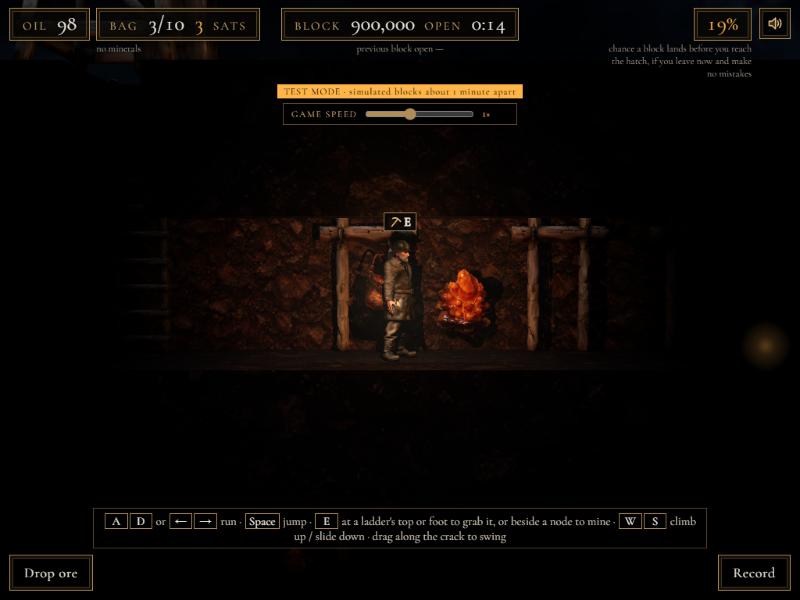 OIL 98
BAG 3/10 3 SATS
BLOCK 900,000 OPEN 0:14
19%
no minerals
previous block open —
chance a block lands before you reach
the hatch, if you leave now and make
no mistakes
TEST MODE · simulated blocks about 1 minute apart
GAME SPEED 1×
E
A D or ← → run · Space jump · E at a ladder's top or foot to grab it, or beside a node to mine · W S climb
up / slide down · drag along the crack to swing
Drop ore
Record